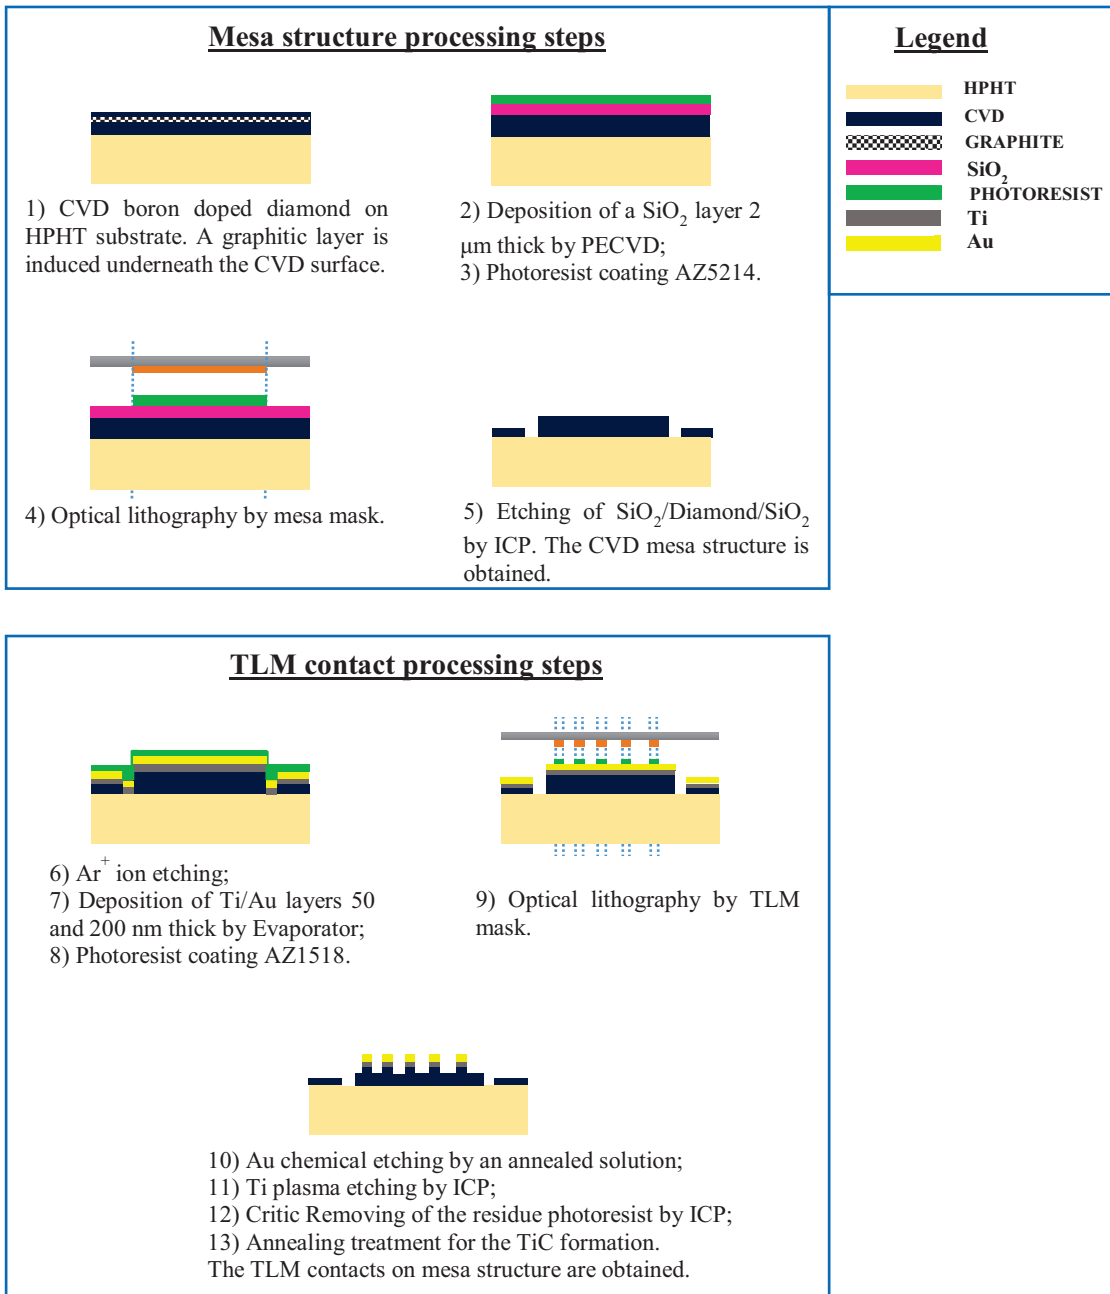 Mesa structure processing steps
1) CVD boron doped diamond on
HPHT substrate. A graphitic layer is
induced underneath the CVD surface.
2) Deposition of a SiO₂ layer 2
μm thick by PECVD;
3) Photoresist coating AZ5214.
4) Optical lithography by mesa mask.
5) Etching of SiO₂/Diamond/SiO₂
by ICP. The CVD mesa structure is
obtained.
Legend
HPHT
CVD
GRAPHITE
SiO₂
PHOTORESIST
Ti
Au
TLM contact processing steps
6) Ar⁺ ion etching;
7) Deposition of Ti/Au layers 50
and 200 nm thick by Evaporator;
8) Photoresist coating AZ1518.
9) Optical lithography by TLM
mask.
10) Au chemical etching by an annealed solution;
11) Ti plasma etching by ICP;
12) Critic Removing of the residue photoresist by ICP;
13) Annealing treatment for the TiC formation.
The TLM contacts on mesa structure are obtained.